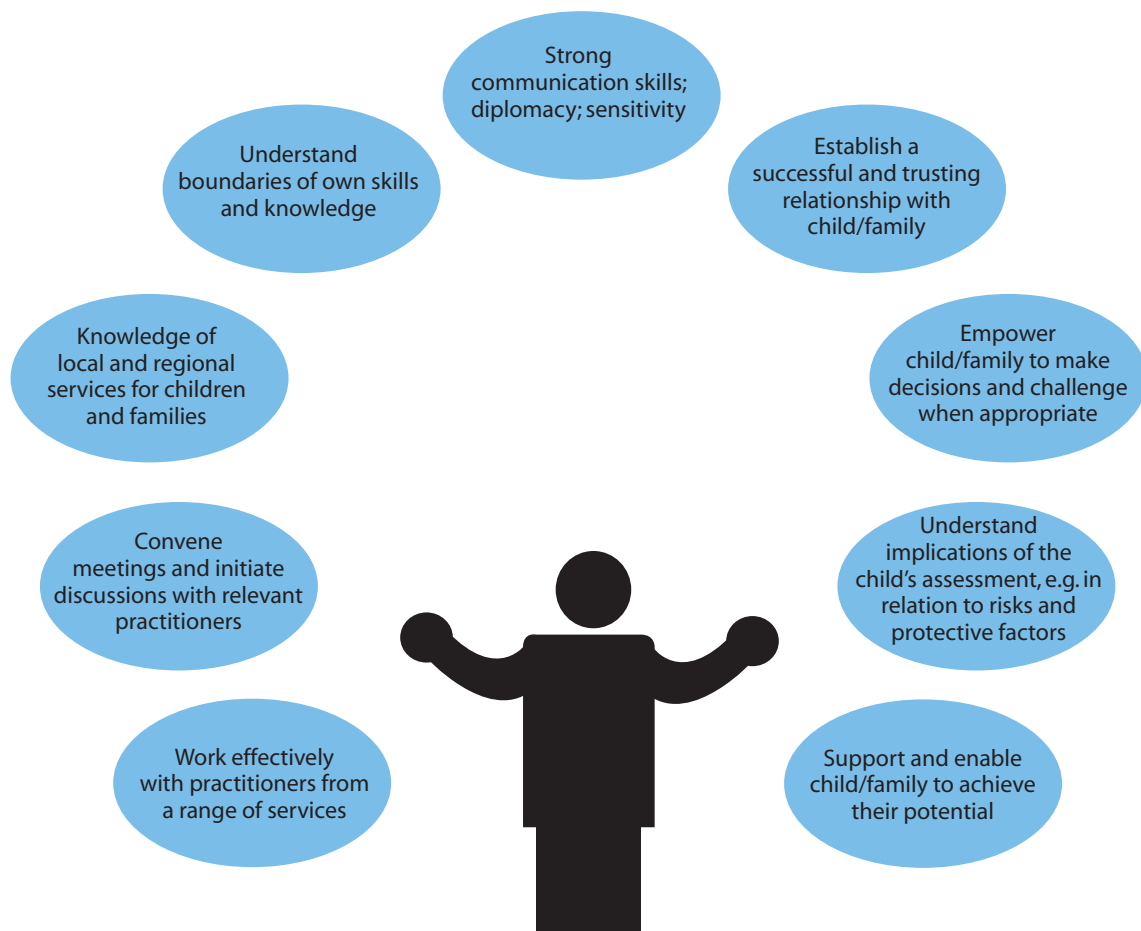 Strong
communication skills;
diplomacy; sensitivity
Understand
boundaries of own skills
and knowledge
Establish a
successful and trusting
relationship with
child/family
Knowledge of
local and regional
services for children
and families
Empower
child/family to make
decisions and challenge
when appropriate
Convene
meetings and initiate
discussions with relevant
practitioners
Understand
implications of the
child’s assessment, e.g. in
relation to risks and
protective factors
Work effectively
with practitioners from
a range of services
Support and enable
child/family to achieve
their potential